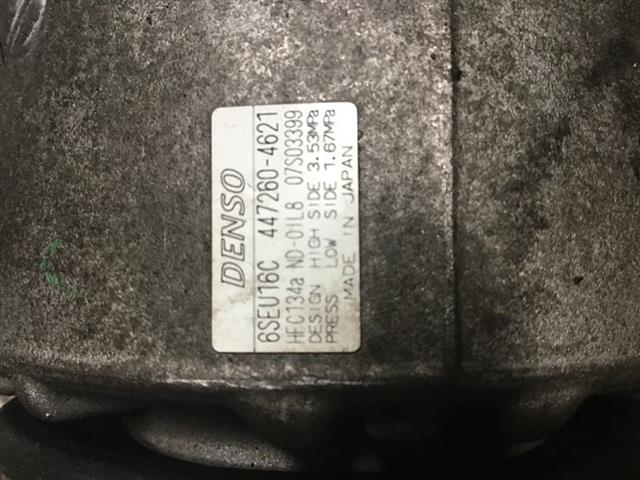 DENSO
6SEU16C 447260-4621
HFC134a ND-OIL8 07S03399
DESIGN HIGH SIDE 3.53MPa
PRESS LOW SIDE 1.67MPa
MADE IN JAPAN